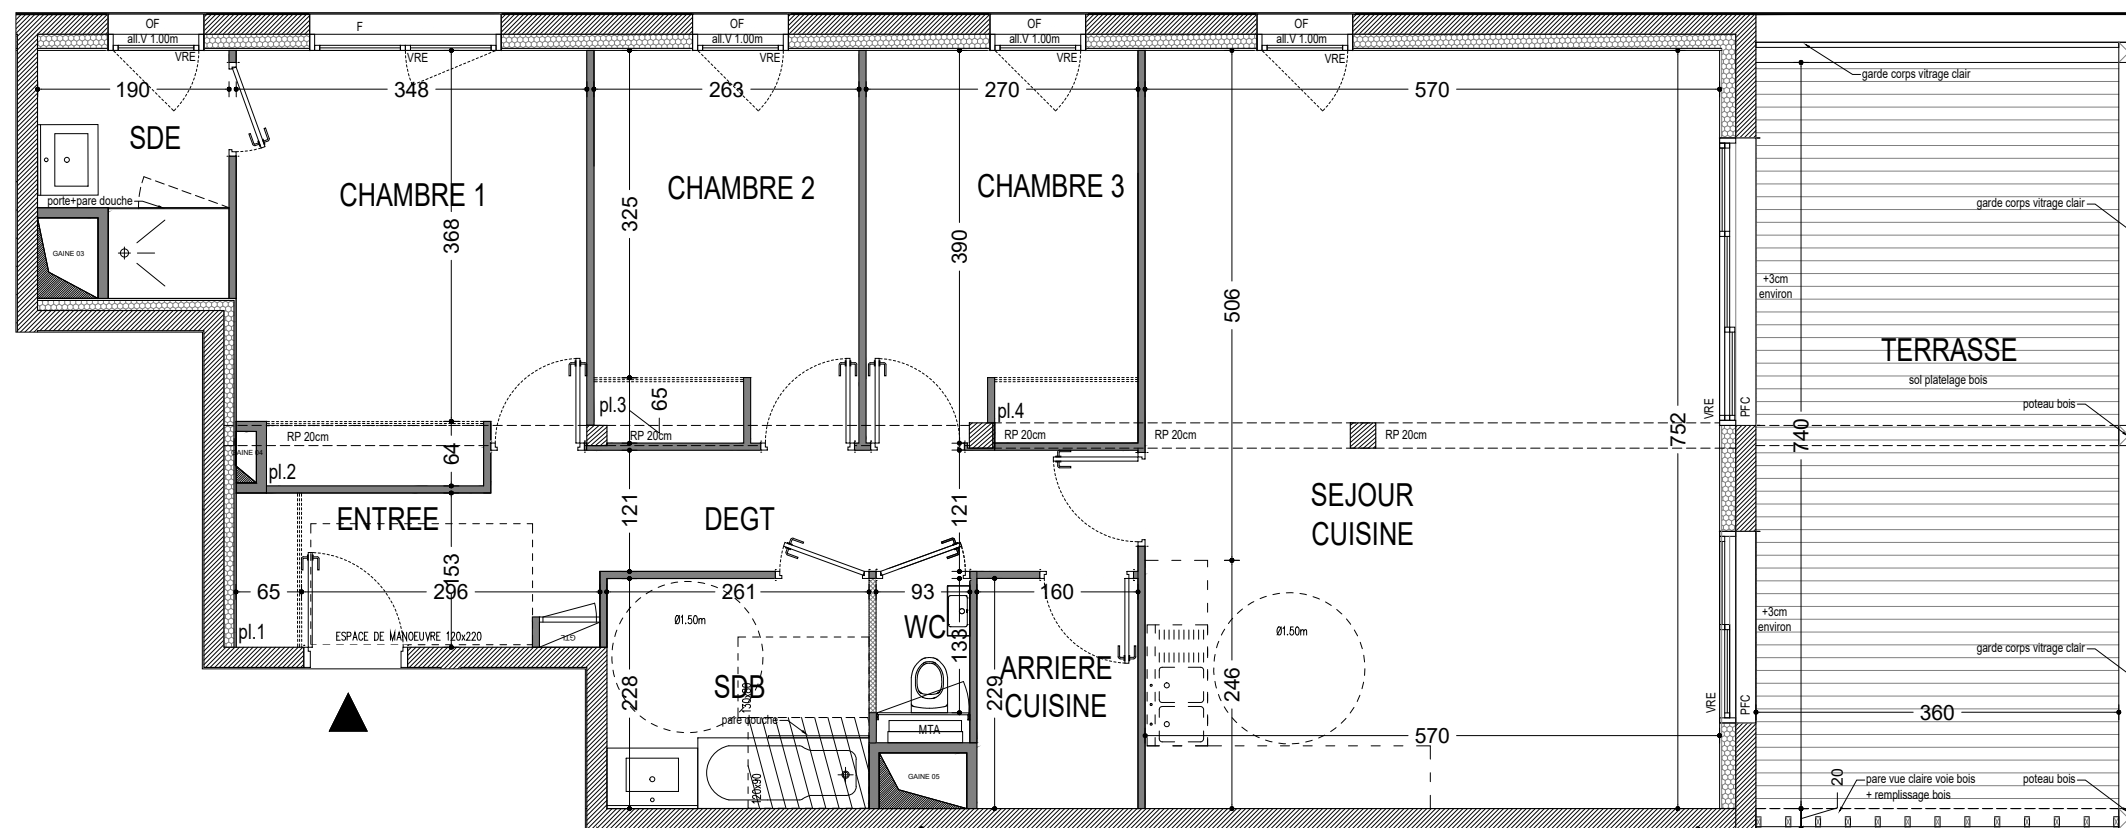 OF
F
OF
OF
OF
all.V 1.00m
all.V 1.00m
all.V 1.00m
all.V 1.00m
VRE
VRE
VRE
VRE
VRE
garde corps vitrage clair
190
348
263
270
570
SDE
CHAMBRE 1
CHAMBRE 2
CHAMBRE 3
porte+pare douche
garde corps vitrage clair
325
368
390
GAINE 03
+3cm
environ
506
TERRASSE
sol platelage bois
65
pl.3
pl.4
VRE
PFC
poteau bois
RP 20cm
RP 20cm
RP 20cm
RP 20cm
RP 20cm
752
740
GAINE 04
64
pl.2
ENTREE
121
DEGT
121
SEJOUR
CUISINE
153
65
296
261
93
160
+3cm
environ
pl.1
ESPACE DE MANOEUVRE 120x220
GTL
Ø1.50m
WC
133
Ø1.50m
garde corps vitrage clair
228
SDB
130x80
229
ARRIERE
CUISINE
246
VRE
PFC
pare douche
MTA
360
570
120x90
GAINE 05
20
pare vue claire voie bois
+ remplissage bois
poteau bois